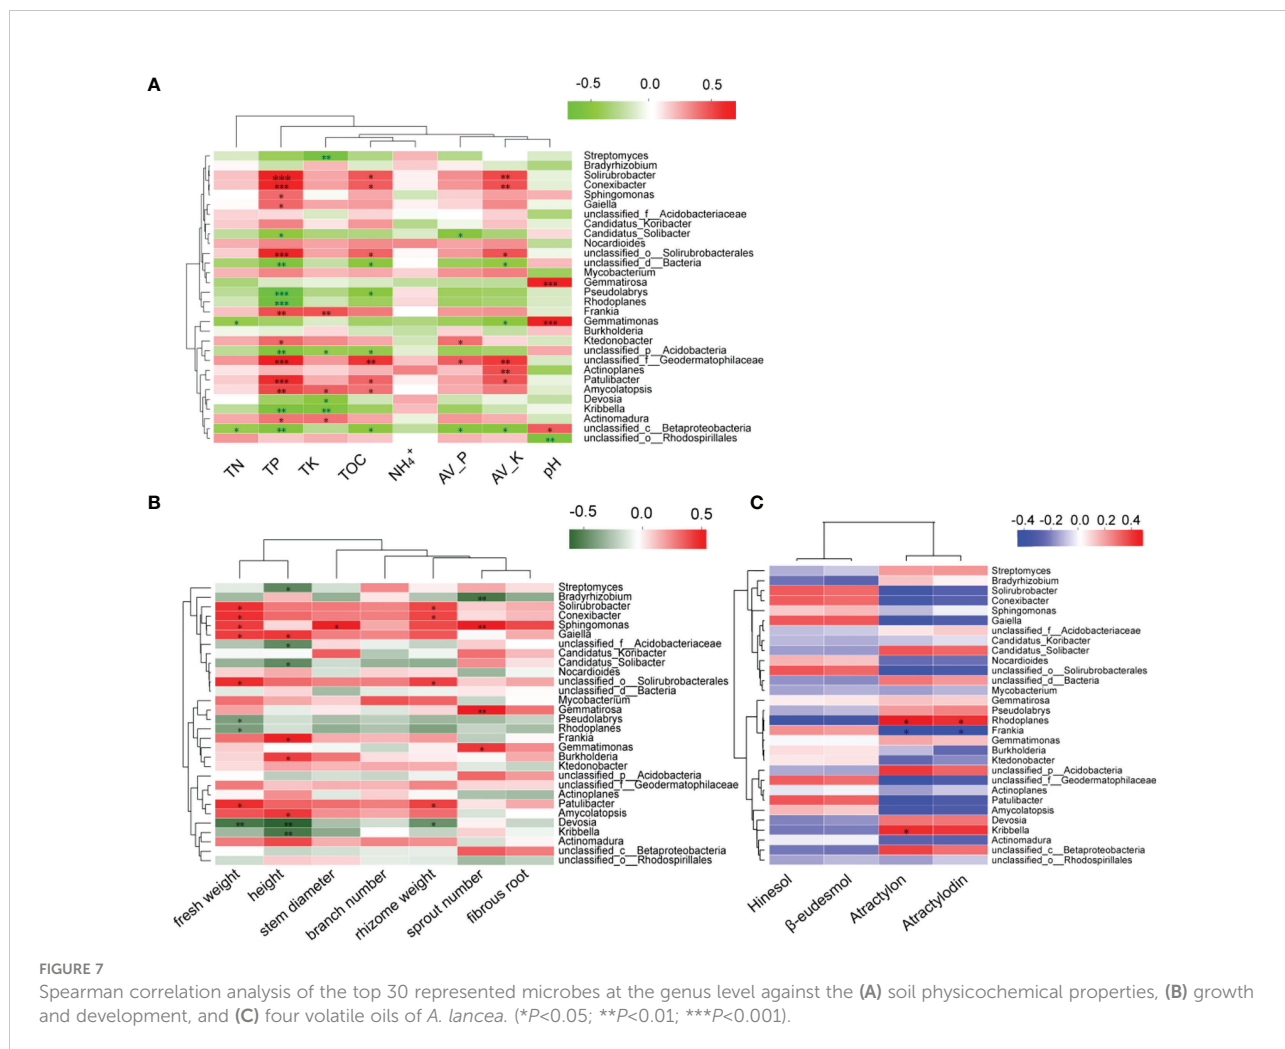 A
-0.5 0.0 0.5
Streptomyces
Bradyrhizobium
Solirubrobacter
Conexibacter
Sphingomonas
Gaiella
unclassified_f__Acidobacteriaceae
Candidatus_Koribacter
Candidatus_Solibacter
Nocardioides
unclassified_o__Solirubrobacterales
unclassified_d__Bacteria
Mycobacterium
Gemmatirosa
Pseudolabrys
Rhodoplanes
Frankia
Gemmatimonas
Burkholderia
Ktedonobacter
unclassified_p__Acidobacteria
unclassified_f__Geodermatophilaceae
Actinoplanes
Patulibacter
Amycolatopsis
Devosia
Kribbella
Actinomadura
unclassified_c__Betaproteobacteria
unclassified_o__Rhodospirillales
TN TP TK TOC NH4+ AV_P AV_K pH
B
-0.5 0.0 0.5
Streptomyces
Bradyrhizobium
Solirubrobacter
Conexibacter
Sphingomonas
Gaiella
unclassified_f__Acidobacteriaceae
Candidatus_Koribacter
Candidatus_Solibacter
Nocardioides
unclassified_o__Solirubrobacterales
unclassified_d__Bacteria
Mycobacterium
Gemmatirosa
Pseudolabrys
Rhodoplanes
Frankia
Gemmatimonas
Burkholderia
Ktedonobacter
unclassified_p__Acidobacteria
unclassified_f__Geodermatophilaceae
Actinoplanes
Patulibacter
Amycolatopsis
Devosia
Kribbella
Actinomadura
unclassified_c__Betaproteobacteria
unclassified_o__Rhodospirillales
fresh weight height stem diameter branch number rhizome weight sprout number fibrous root
C
-0.4 -0.2 0.0 0.2 0.4
Streptomyces
Bradyrhizobium
Solirubrobacter
Conexibacter
Sphingomonas
Gaiella
unclassified_f__Acidobacteriaceae
Candidatus_Koribacter
Candidatus_Solibacter
Nocardioides
unclassified_o__Solirubrobacterales
unclassified_d__Bacteria
Mycobacterium
Gemmatirosa
Pseudolabrys
Rhodoplanes
Frankia
Gemmatimonas
Burkholderia
Ktedonobacter
unclassified_p__Acidobacteria
unclassified_f__Geodermatophilaceae
Actinoplanes
Patulibacter
Amycolatopsis
Devosia
Kribbella
Actinomadura
unclassified_c__Betaproteobacteria
unclassified_o__Rhodospirillales
Hinesol β-eudesmol Atractylon Atractylodin
FIGURE 7
Spearman correlation analysis of the top 30 represented microbes at the genus level against the (A) soil physicochemical properties, (B) growth
and development, and (C) four volatile oils of A. lancea. (*P<0.05; **P<0.01; ***P<0.001).